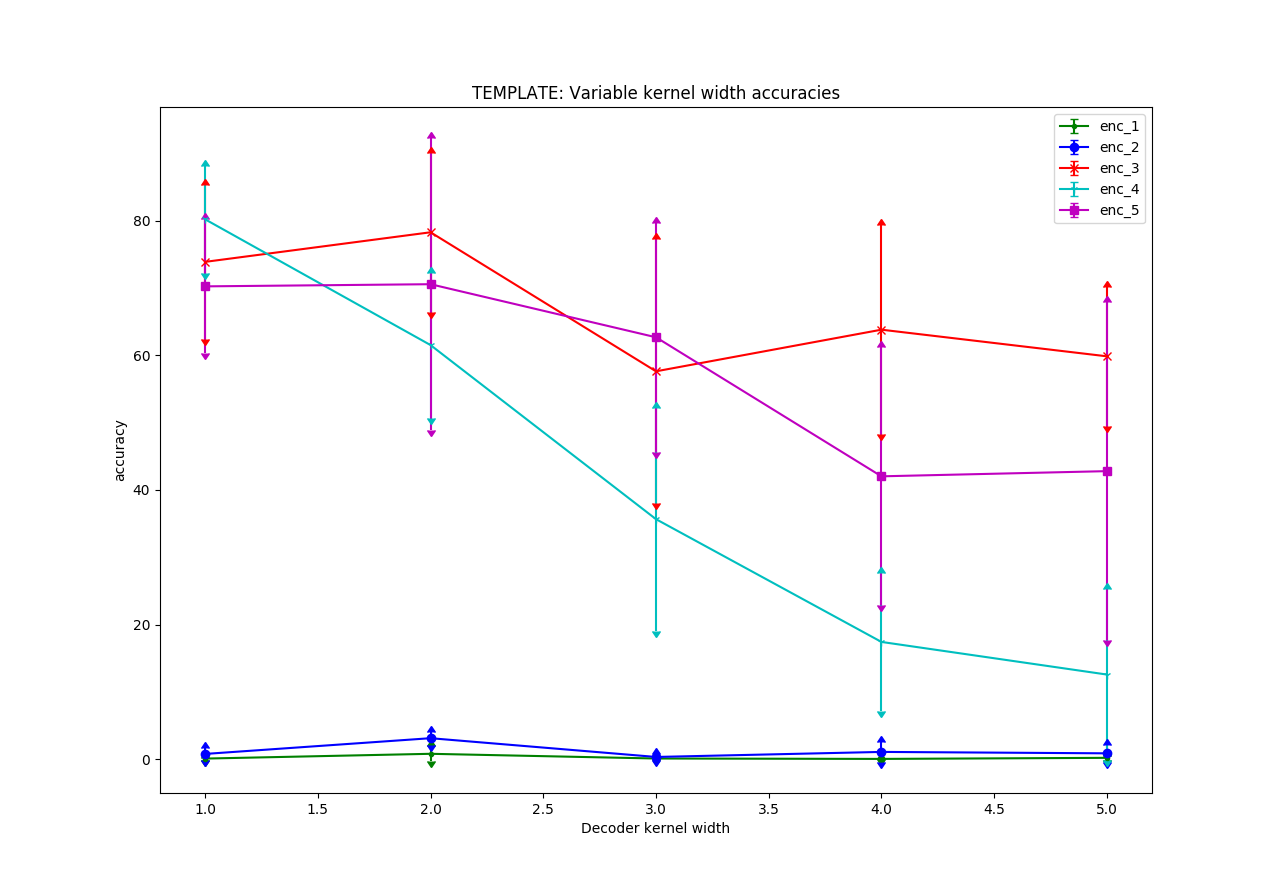 TEMPLATE: Variable kernel width accuracies
enc_1
enc_2
enc_3
enc_4
enc_5
80
60
40
20
0
accuracy
1.0 1.5 2.0 2.5 3.0 3.5 4.0 4.5 5.0
Decoder kernel width